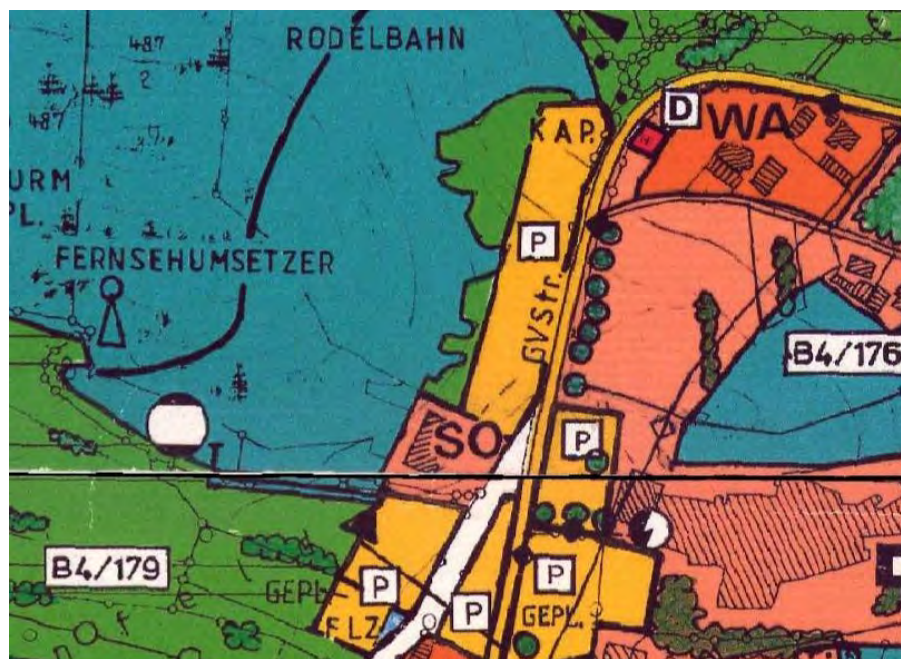 RODELBAHN
487
2
487
KAP.
D
WA
URM
PL.
P
FERNSEHUMSETZER
GVStr.
B4/176
SO
P
B4/179
P
P
P
GEPL.
GEPL.
FLZ